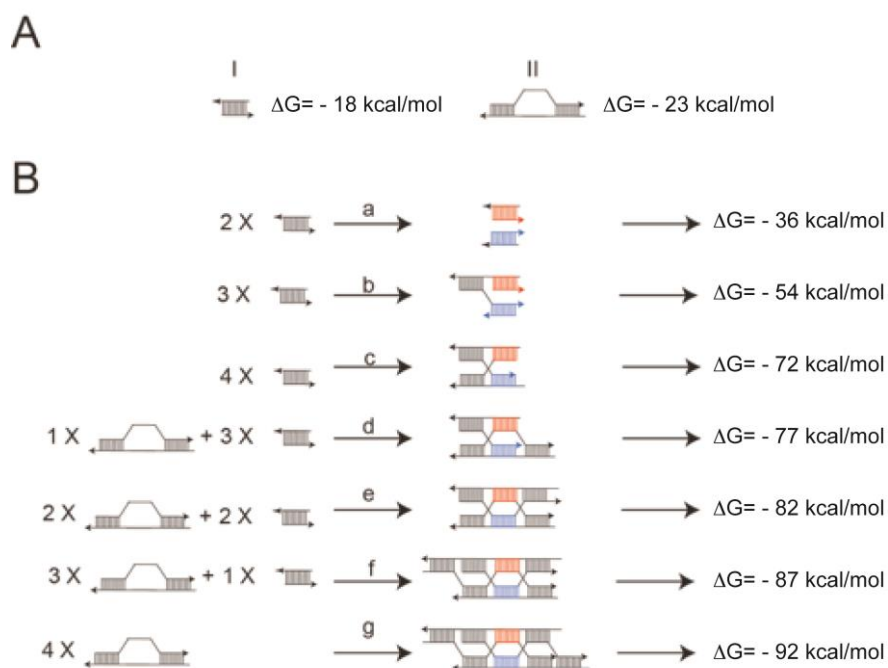 A
I II
ΔG= - 18 kcal/mol ΔG= - 23 kcal/mol
B
2 X a ΔG= - 36 kcal/mol
3 X b ΔG= - 54 kcal/mol
4 X c ΔG= - 72 kcal/mol
1 X + 3 X d ΔG= - 77 kcal/mol
2 X + 2 X e ΔG= - 82 kcal/mol
3 X + 1 X f ΔG= - 87 kcal/mol
4 X g ΔG= - 92 kcal/mol